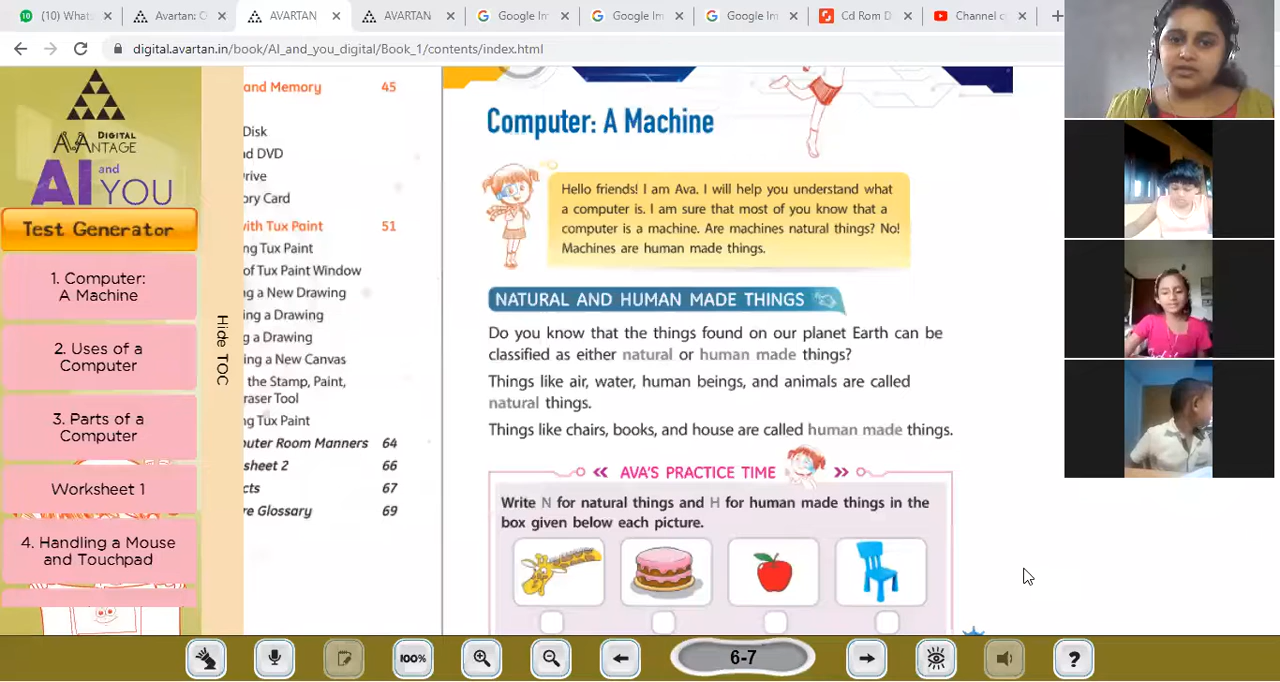 (10) What
Avartan: C
AVARTAN
AVARTAN
Google Im
Google Im
Google Im
Cd Rom D
Channel c
digital.avartan.in/book/AI_and_you_digital/Book_1/contents/index.html
DIGITAL
AVANTAGE
AI and
YOU
Test Generator
1. Computer:
A Machine
2. Uses of a
Computer
3. Parts of a
Computer
Worksheet 1
4. Handling a Mouse
and Touchpad
Hide TOC
and Memory 45
Disk
d DVD
rive
ory Card
with Tux Paint 51
ng Tux Paint
of Tux Paint Window
g a New Drawing
ing a Drawing
g a Drawing
ing a New Canvas
the Stamp, Paint,
raser Tool
ng Tux Paint
uter Room Manners 64
sheet 2 66
cts 67
re Glossary 69
Computer: A Machine
Hello friends! I am Ava. I will help you understand what
a computer is. I am sure that most of you know that a
computer is a machine. Are machines natural things? No!
Machines are human made things.
NATURAL AND HUMAN MADE THINGS
Do you know that the things found on our planet Earth can be
classified as either natural or human made things?
Things like air, water, human beings, and animals are called
natural things.
Things like chairs, books, and house are called human made things.
AVA'S PRACTICE TIME
Write N for natural things and H for human made things in the
box given below each picture.
100%
6-7
?